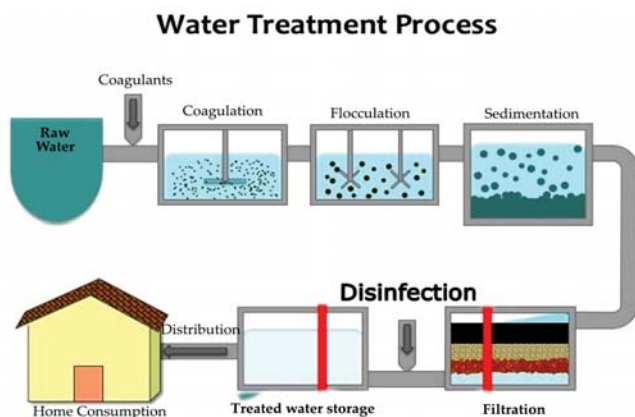 Water Treatment Process
Coagulants
Coagulation
Flocculation
Sedimentation
Raw
Water
Disinfection
Distribution
Home Consumption
Treated water storage
Filtration